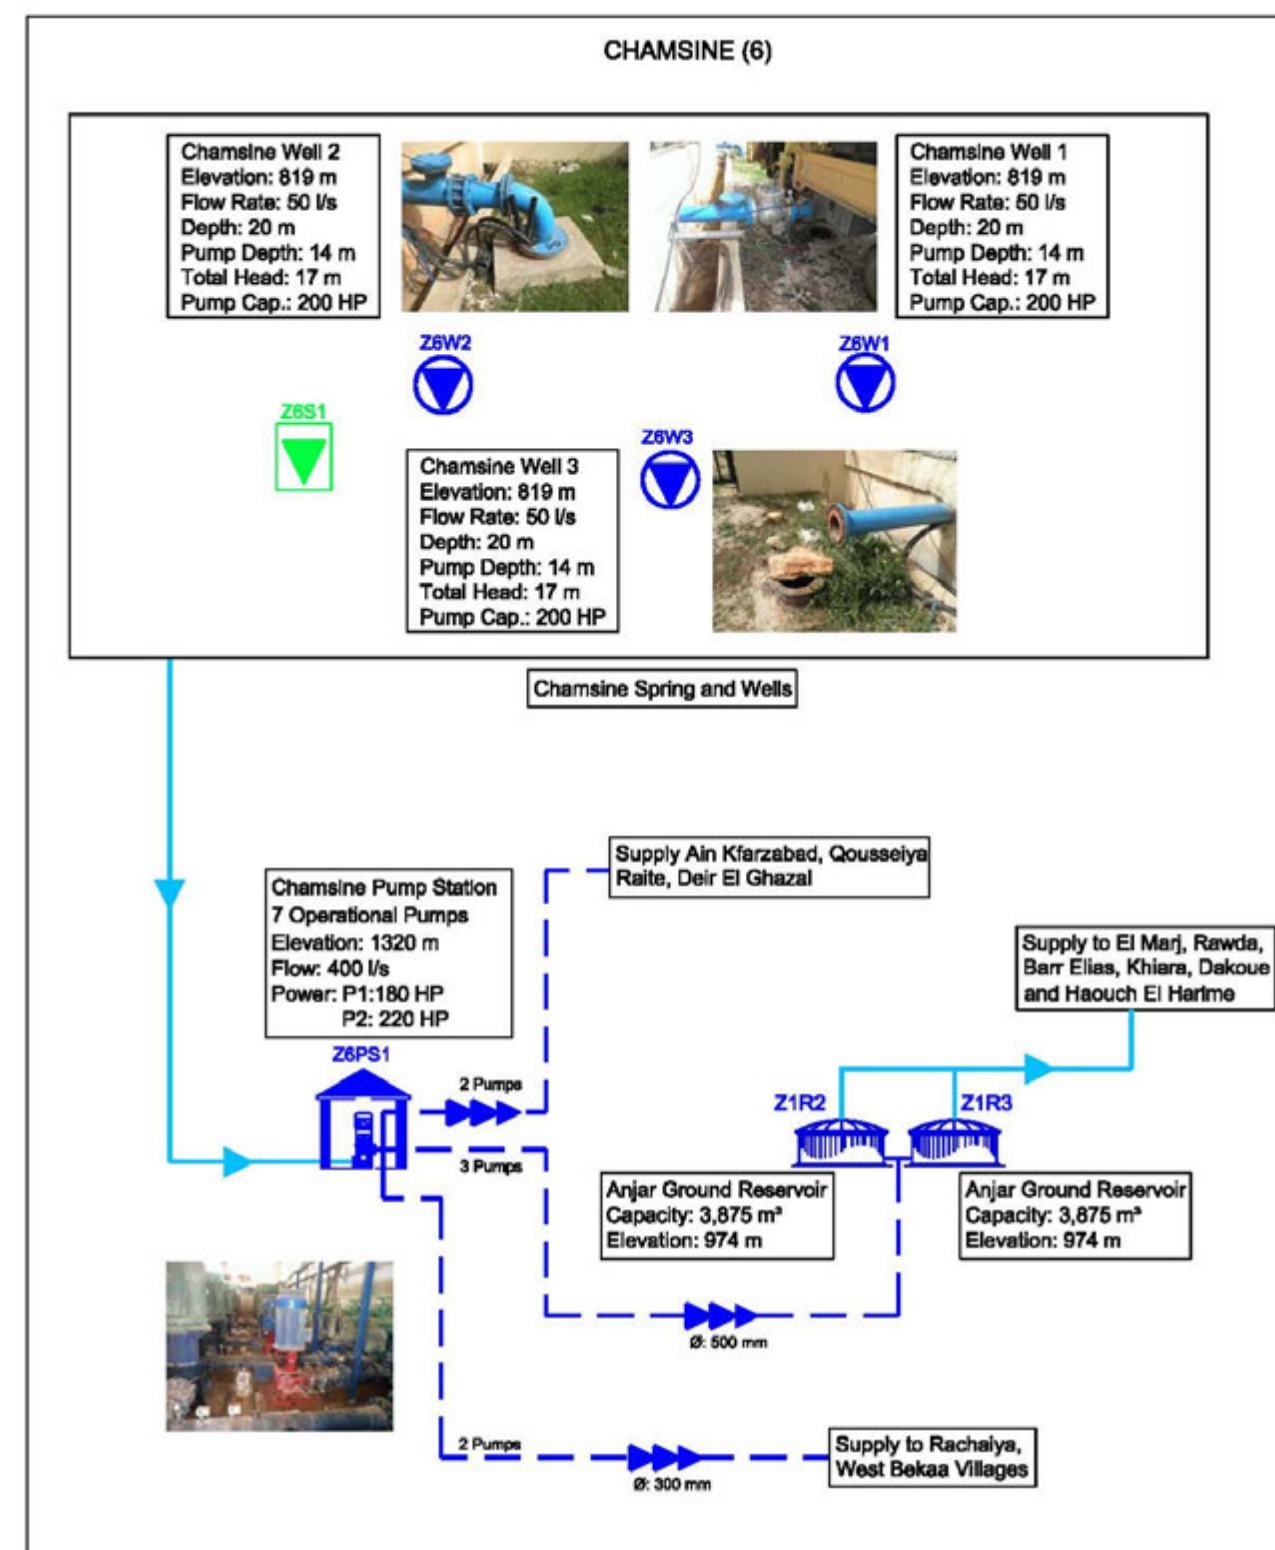 CHAMSINE (6)
Chamsine Well 2
Elevation: 819 m
Flow Rate: 50 l/s
Depth: 20 m
Pump Depth: 14 m
Total Head: 17 m
Pump Cap.: 200 HP
Chamsine Well 1
Elevation: 819 m
Flow Rate: 50 l/s
Depth: 20 m
Pump Depth: 14 m
Total Head: 17 m
Pump Cap.: 200 HP
Z6W2
Z6W1
Z6S1
Z6W3
Chamsine Well 3
Elevation: 819 m
Flow Rate: 50 l/s
Depth: 20 m
Pump Depth: 14 m
Total Head: 17 m
Pump Cap.: 200 HP
Chamsine Spring and Wells
Supply Ain Kfarzabad, Qousseiya
Raite, Deir El Ghazal
Chamsine Pump Station
7 Operational Pumps
Elevation: 1320 m
Flow: 400 l/s
Power: P1:180 HP
P2: 220 HP
Supply to El Marj, Rawda,
Barr Elias, Khiara, Dakoue
and Haouch El Harime
Z6PS1
2 Pumps
3 Pumps
Z1R2
Z1R3
Anjar Ground Reservoir
Capacity: 3,875 m³
Elevation: 974 m
Anjar Ground Reservoir
Capacity: 3,875 m³
Elevation: 974 m
Ø: 500 mm
2 Pumps
Ø: 300 mm
Supply to Rachaiya,
West Bekaa Villages